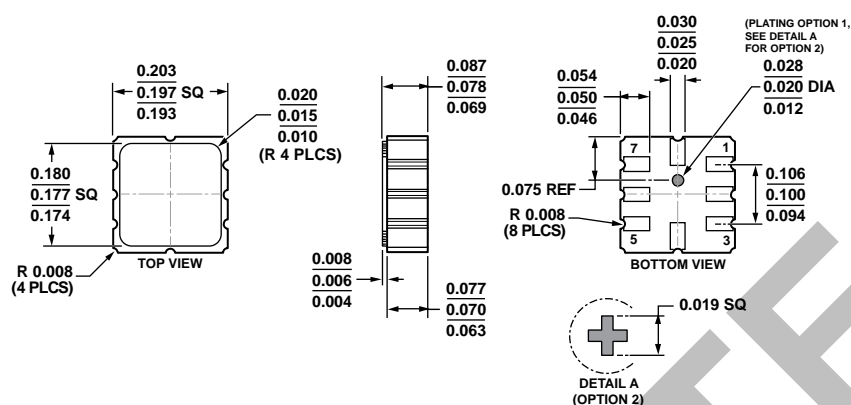 0.203
0.197 SQ
0.193
0.020
0.015
0.010
(R 4 PLCS)
0.180
0.177 SQ
0.174
R 0.008
(4 PLCS)
TOP VIEW
0.087
0.078
0.069
0.008
0.006
0.004
0.077
0.070
0.063
0.030
0.025
0.020
(PLATING OPTION 1,
SEE DETAIL A
FOR OPTION 2)
0.054
0.050
0.046
0.028
0.020 DIA
0.012
7
1
0.075 REF
0.106
0.100
0.094
R 0.008
(8 PLCS)
5
3
BOTTOM VIEW
0.019 SQ
DETAIL A
(OPTION 2)